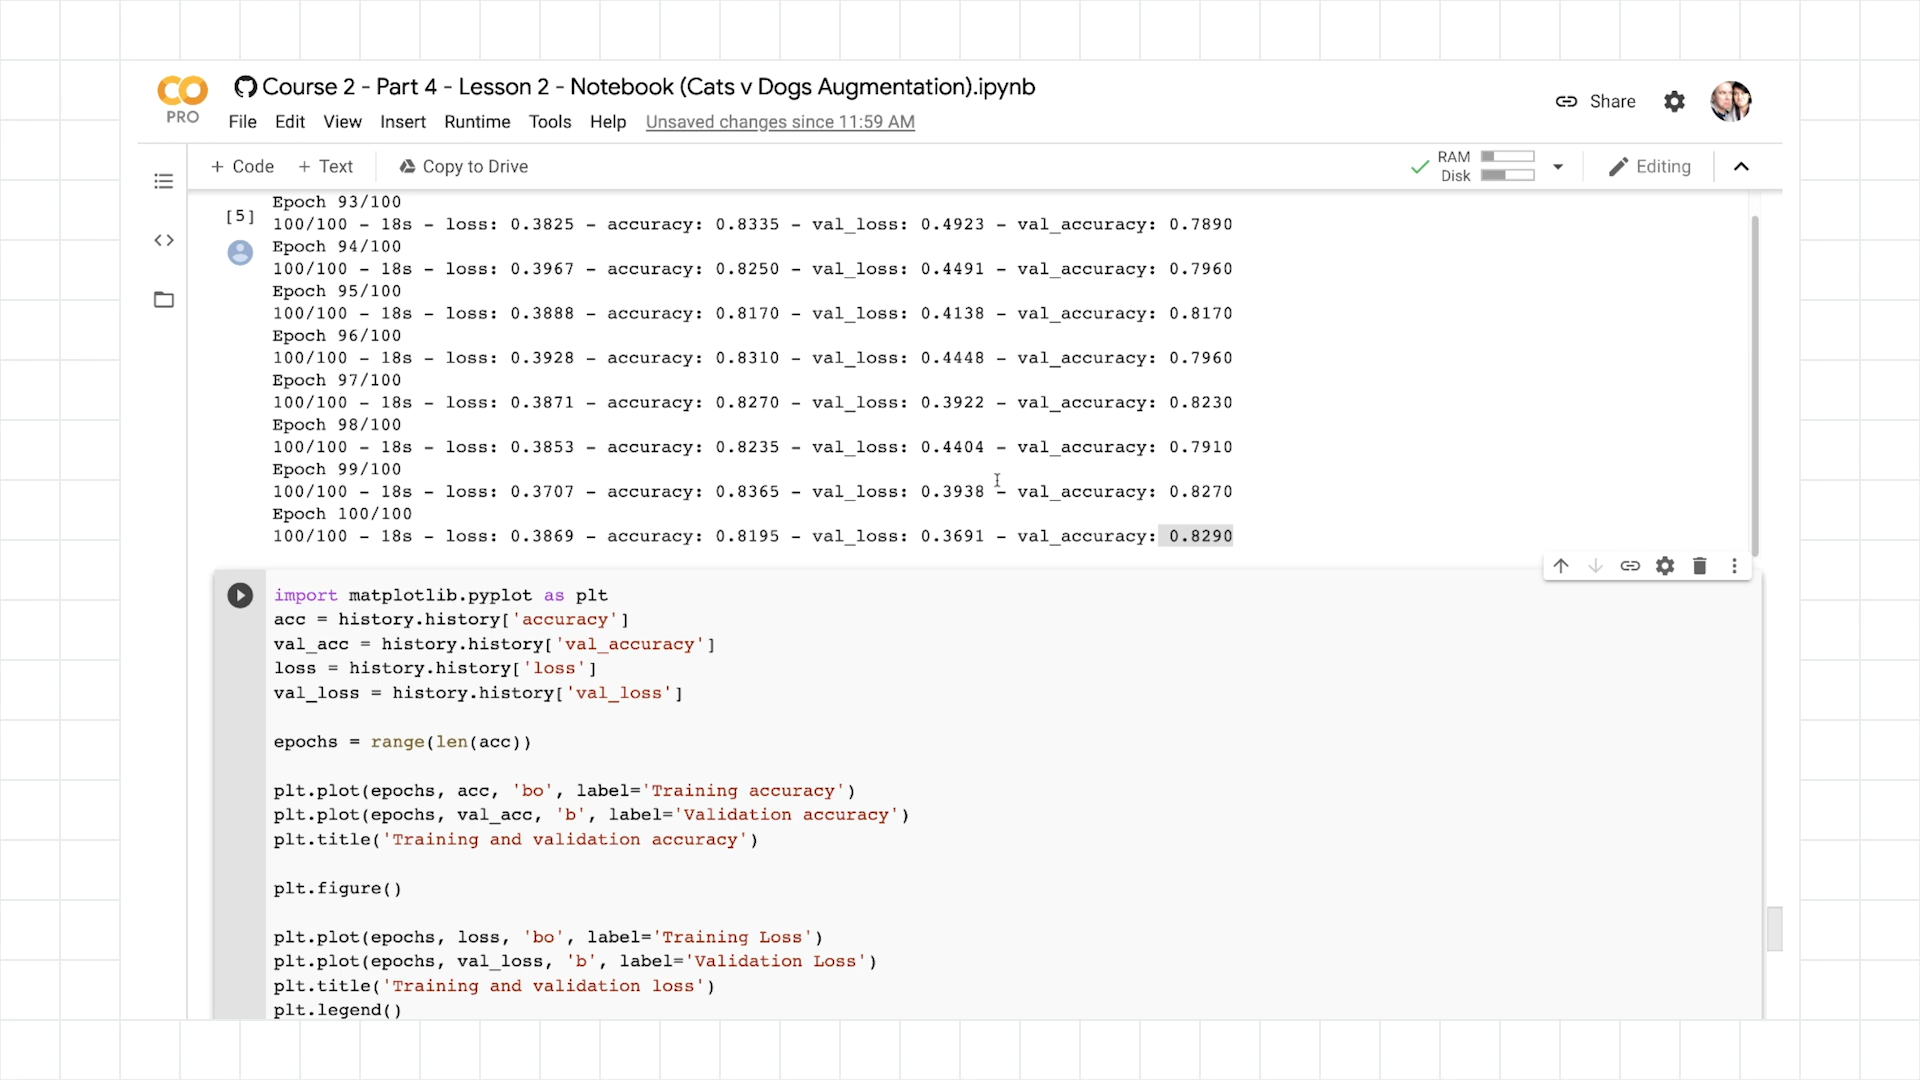 CO
PRO
Course 2 - Part 4 - Lesson 2 - Notebook (Cats v Dogs Augmentation).ipynb
File Edit View Insert Runtime Tools Help Unsaved changes since 11:59 AM
Share
+ Code + Text Copy to Drive
RAM
Disk
Editing
[5]
Epoch 93/100
100/100 - 18s - loss: 0.3825 - accuracy: 0.8335 - val_loss: 0.4923 - val_accuracy: 0.7890
Epoch 94/100
100/100 - 18s - loss: 0.3967 - accuracy: 0.8250 - val_loss: 0.4491 - val_accuracy: 0.7960
Epoch 95/100
100/100 - 18s - loss: 0.3888 - accuracy: 0.8170 - val_loss: 0.4138 - val_accuracy: 0.8170
Epoch 96/100
100/100 - 18s - loss: 0.3928 - accuracy: 0.8310 - val_loss: 0.4448 - val_accuracy: 0.7960
Epoch 97/100
100/100 - 18s - loss: 0.3871 - accuracy: 0.8270 - val_loss: 0.3922 - val_accuracy: 0.8230
Epoch 98/100
100/100 - 18s - loss: 0.3853 - accuracy: 0.8235 - val_loss: 0.4404 - val_accuracy: 0.7910
Epoch 99/100
100/100 - 18s - loss: 0.3707 - accuracy: 0.8365 - val_loss: 0.3938 - val_accuracy: 0.8270
Epoch 100/100
100/100 - 18s - loss: 0.3869 - accuracy: 0.8195 - val_loss: 0.3691 - val_accuracy: 0.8290
import matplotlib.pyplot as plt
acc = history.history['accuracy']
val_acc = history.history['val_accuracy']
loss = history.history['loss']
val_loss = history.history['val_loss']
epochs = range(len(acc))
plt.plot(epochs, acc, 'bo', label='Training accuracy')
plt.plot(epochs, val_acc, 'b', label='Validation accuracy')
plt.title('Training and validation accuracy')
plt.figure()
plt.plot(epochs, loss, 'bo', label='Training Loss')
plt.plot(epochs, val_loss, 'b', label='Validation Loss')
plt.title('Training and validation loss')
plt.legend()